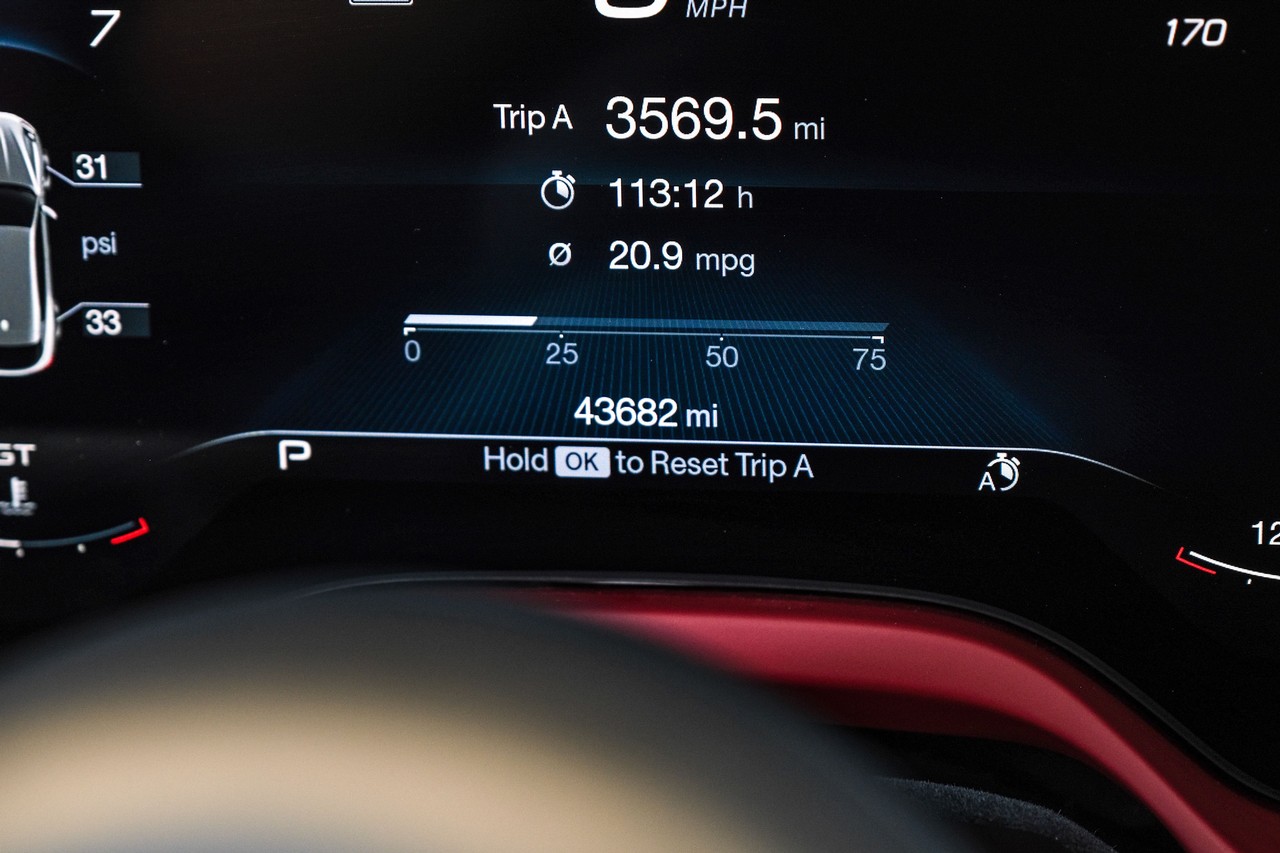 7
MPH
170
Trip A 3569.5 mi
31
113:12 h
psi
20.9 mpg
33
0 25 50 75
43682 mi
P
Hold OK to Reset Trip A
A
GT
12